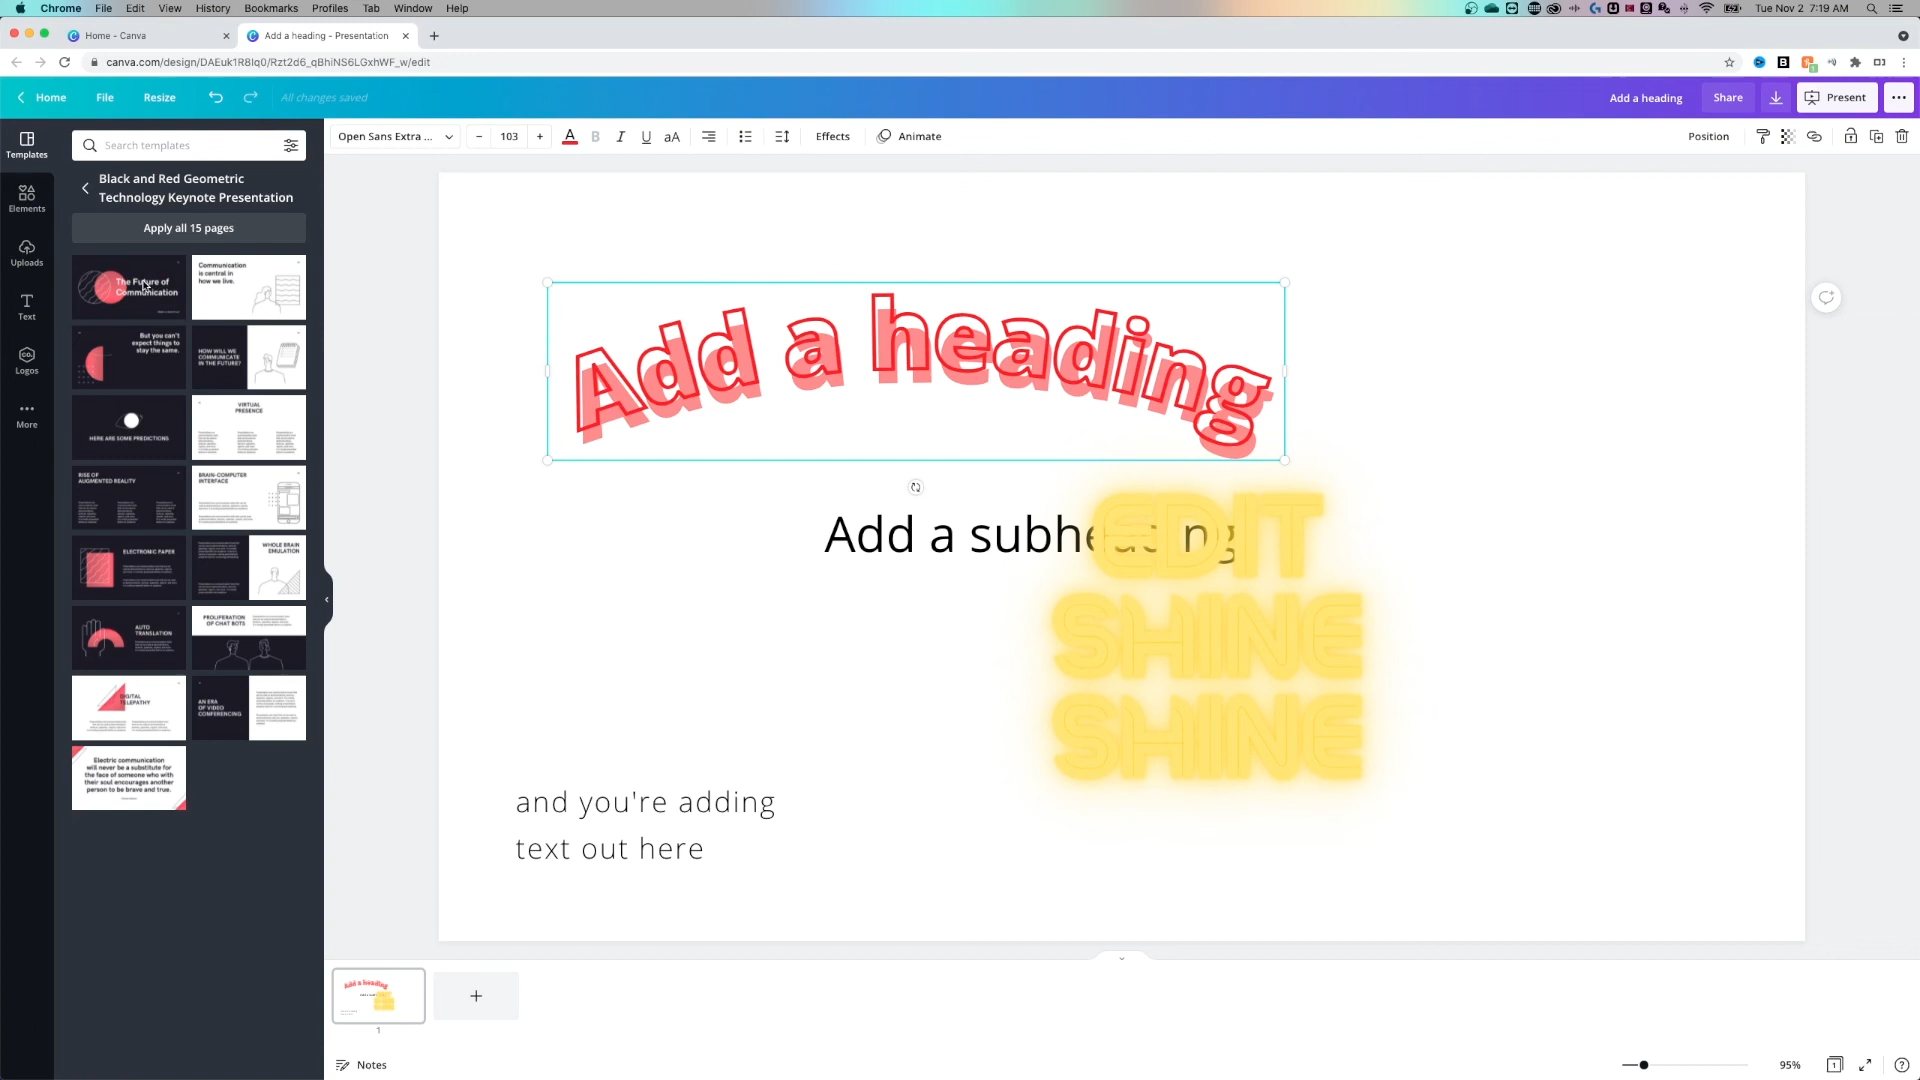 Chrome File Edit View History Bookmarks Profiles Tab Window Help
Tue Nov 2 7:19 AM
Home - Canva
Add a heading - Presentation
canva.com/design/DAEuk1R8Iq0/Rzt2d6_qBhiNS6LGxhWF_w/edit
Home File Resize All changes saved
Add a heading Share Present
Templates
Elements
Uploads
Text
Logos
More
Search templates
Black and Red Geometric
Technology Keynote Presentation
Apply all 15 pages
The Future of
Communication
Communication
is central in
how we live.
But you can't
expect things to
stay the same.
HOW WILL WE
COMMUNICATE
IN THE FUTURE?
HERE ARE SOME PREDICTIONS
VIRTUAL
PRESENCE
RISE OF
AUGMENTED REALITY
BRAIN-COMPUTER
INTERFACE
ELECTRONIC PAPER
WHOLE BRAIN
EMULATION
AUTO
TRANSLATION
PROLIFERATION
OF CHAT BOTS
DIGITAL
TELEPATHY
AN ERA
OF VIDEO
CONFERENCING
Electric communication
will never be a substitute for
the face of someone who with
their soul encourages another
person to be brave and true.
Open Sans Extra ... 103 A B I U aA Effects Animate Position
Add a heading
Add a subheading
EDIT
SHINE
SHINE
and you're adding
text out here
Add a heading
1
Notes
95%
1